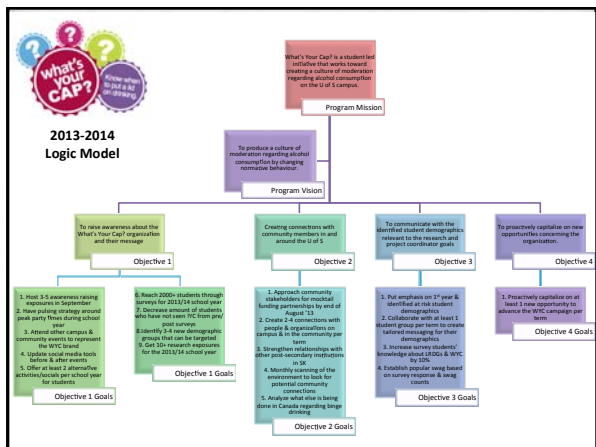 ?
?
?
what's
your
CAP?
Know when
to put a lid
on drinking.
2013-2014
Logic Model
What's Your Cap? is a student led
initiative that works toward
creating a culture of moderation
regarding alcohol consumption
on the U of S campus.
Program Mission
To produce a culture of
moderation regarding alcohol
consumption by changing
normative behaviour.
Program Vision
To raise awareness about the
What's Your Cap? organization
and their message
Objective 1
Creating connections with
community members in and
around the U of S
Objective 2
To communicate with the
identified student demographics
relevant to the research and
project coordinator goals
Objective 3
To proactively capitalize on new
opportunities concerning the
organization.
Objective 4
1. Host 3-5 awareness raising
exposures in September
2. Have pulsing strategy around
peak party times during school
year
3. Attend other campus &
community events to represent
the WYC brand
4. Update social media tools
before & after events
5. Offer at least 2 alternative
activities/socials per school year
for students
Objective 1 Goals
6. Reach 2000+ students through
surveys for 2013/14 school year
7. Decrease amount of students
who have not seen ?YC from pre/
post surveys
8.Identify 3-4 new demographic
groups that can be targeted
9. Get 10+ research exposures
for the 2013/14 school year
Objective 1 Goals
1. Approach community
stakeholders for mocktail
funding partnerships by end of
August '13
2. Create 2-4 connections with
people & organizations on
campus & in the community per
term
3. Strengthen relationships with
other post-secondary institutions
in SK
4. Monthly scanning of the
environment to look for
potential community
connections
5. Analyze what else is being
done in Canada regarding binge
drinking
Objective 2 Goals
1. Put emphasis on 1st year &
identified at risk student
demographics
2. Collaborate with at least 1
student group per term to create
tailored messaging for their
demographics
3. Increase survey students'
knowledge about LRDGs & WYC
by 10%
4. Establish popular swag based
on survey response & swag
counts
Objective 3 Goals
1. Proactively capitalize on at
least 1 new opportunity to
advance the WYC campaign per
term
Objective 4 Goals